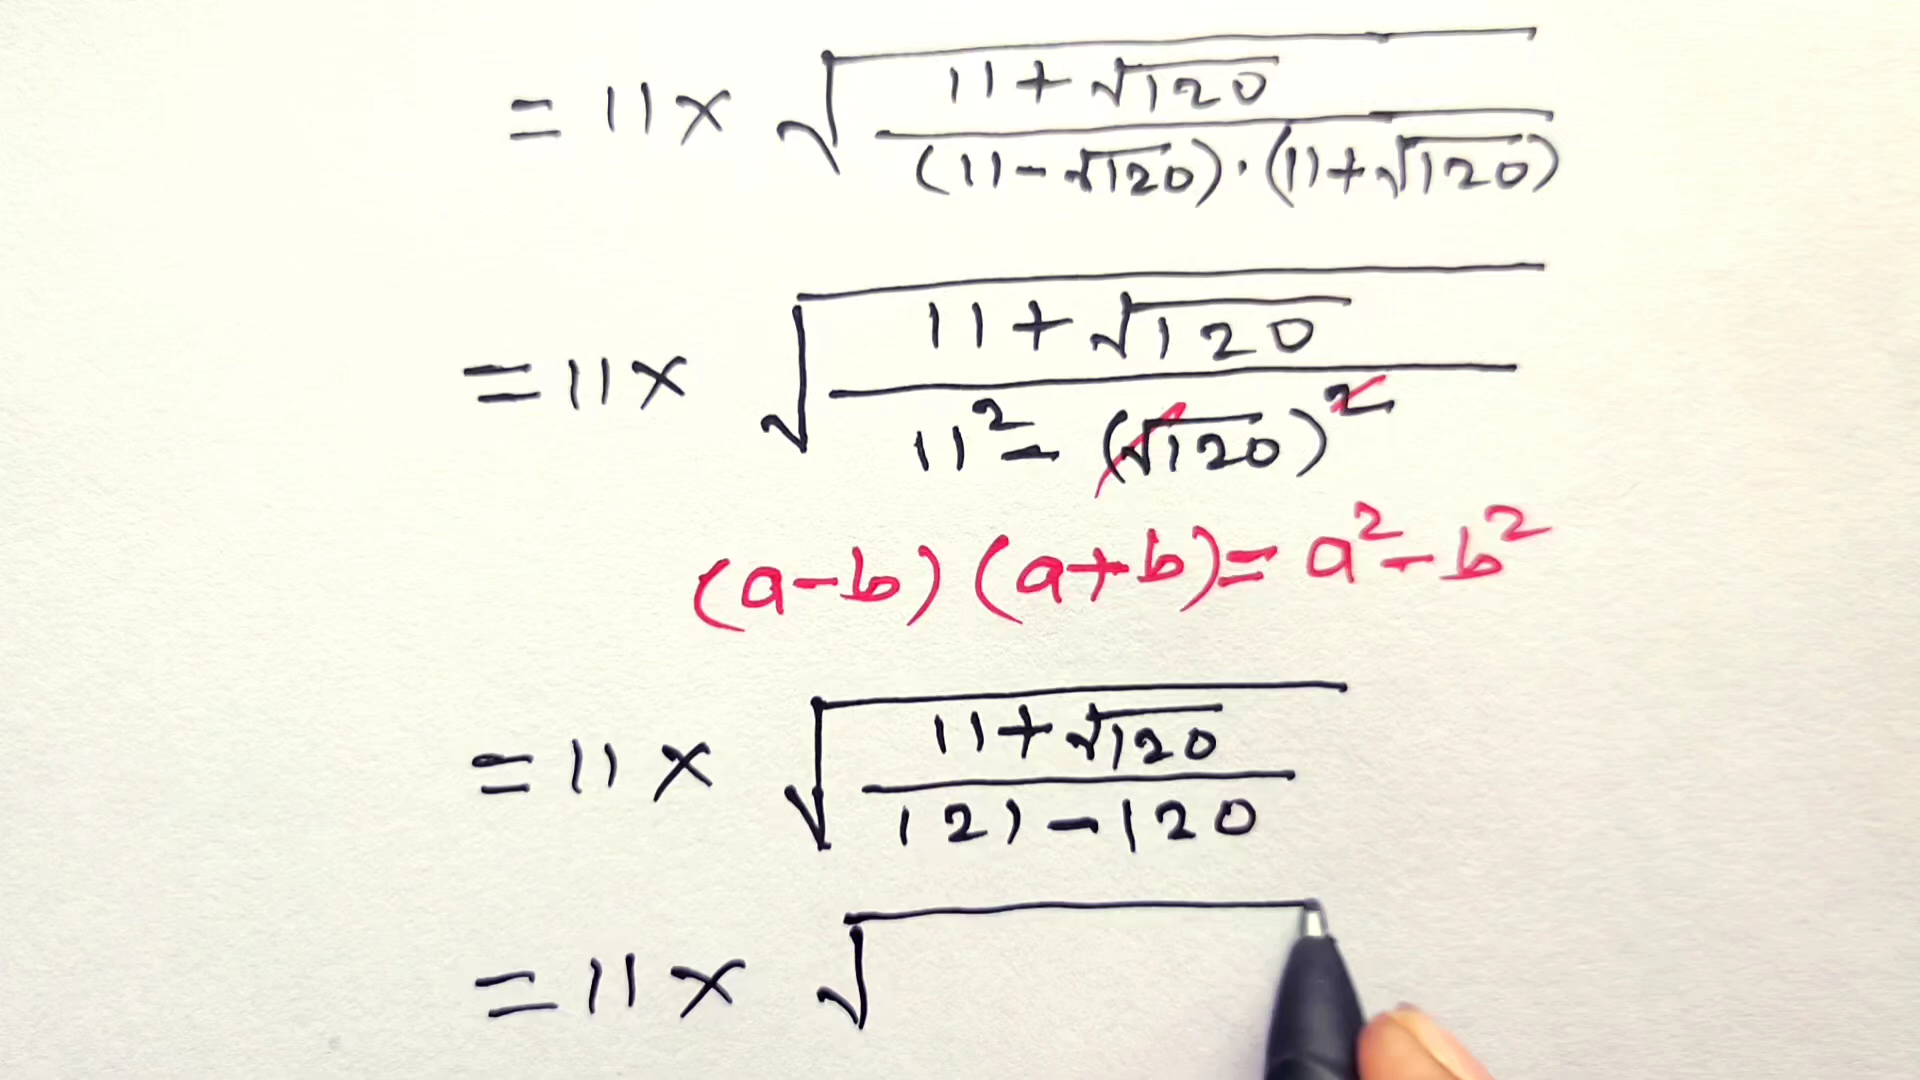 = 11 × √((11 + √120) / ((11 - √120) · (11 + √120)))
= 11 × √((11 + √120) / (11² - (√120)²))
(a - b) (a + b) = a² - b²
= 11 × √((11 + √120) / (121 - 120))
= 11 × √